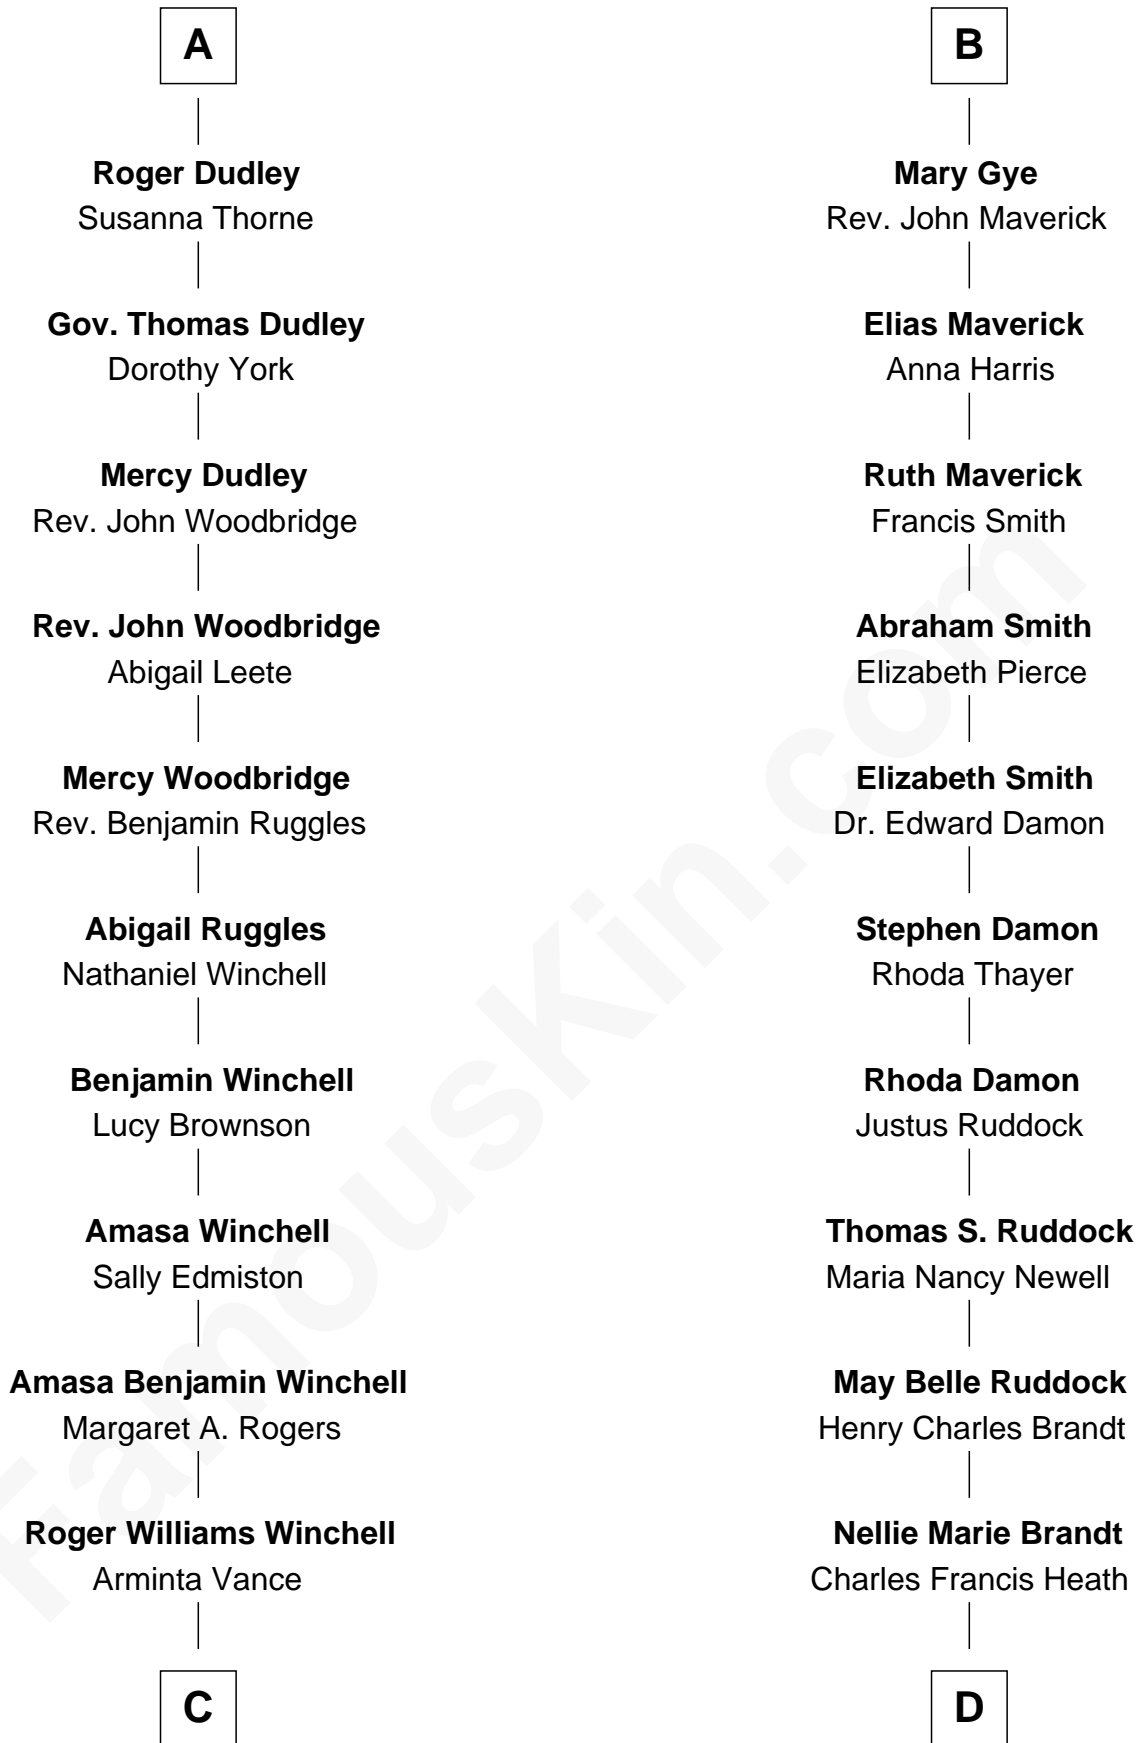 A
Roger Dudley
Susanna Thorne
Gov. Thomas Dudley
Dorothy York
Mercy Dudley
Rev. John Woodbridge
Rev. John Woodbridge
Abigail Leete
Mercy Woodbridge
Rev. Benjamin Ruggles
Abigail Ruggles
Nathaniel Winchell
Benjamin Winchell
Lucy Brownson
Amasa Winchell
Sally Edmiston
Amasa Benjamin Winchell
Margaret A. Rogers
Roger Williams Winchell
Arminta Vance
C
B
Mary Gye
Rev. John Maverick
Elias Maverick
Anna Harris
Ruth Maverick
Francis Smith
Abraham Smith
Elizabeth Pierce
Elizabeth Smith
Dr. Edward Damon
Stephen Damon
Rhoda Thayer
Rhoda Damon
Justus Ruddock
Thomas S. Ruddock
Maria Nancy Newell
May Belle Ruddock
Henry Charles Brandt
Nellie Marie Brandt
Charles Francis Heath
D
FamousKin.com